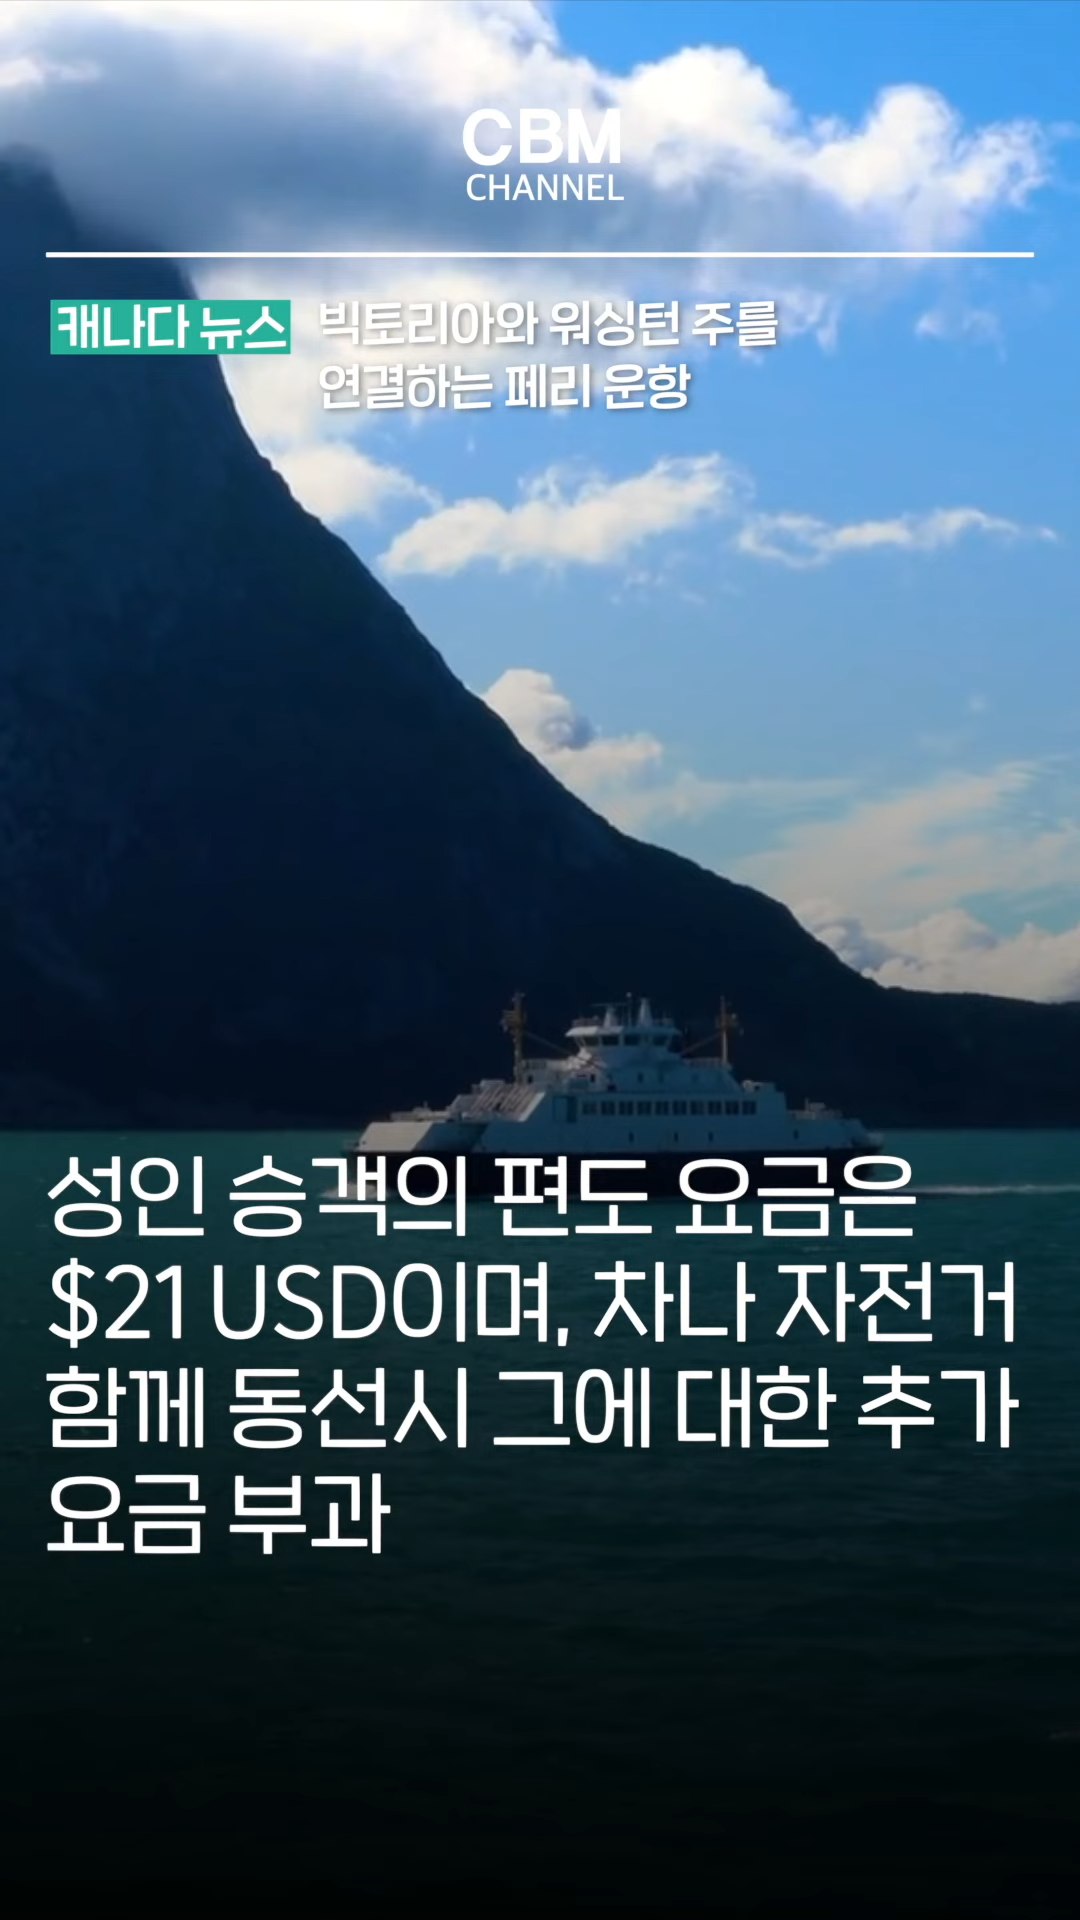 CBM
CHANNEL
캐나다 뉴스
빅토리아와 워싱턴 주를
연결하는 페리 운항
성인 승객의 편도 요금은
$21 USD이며, 차나 자전거
함께 동선시 그에 대한 추가
요금 부과